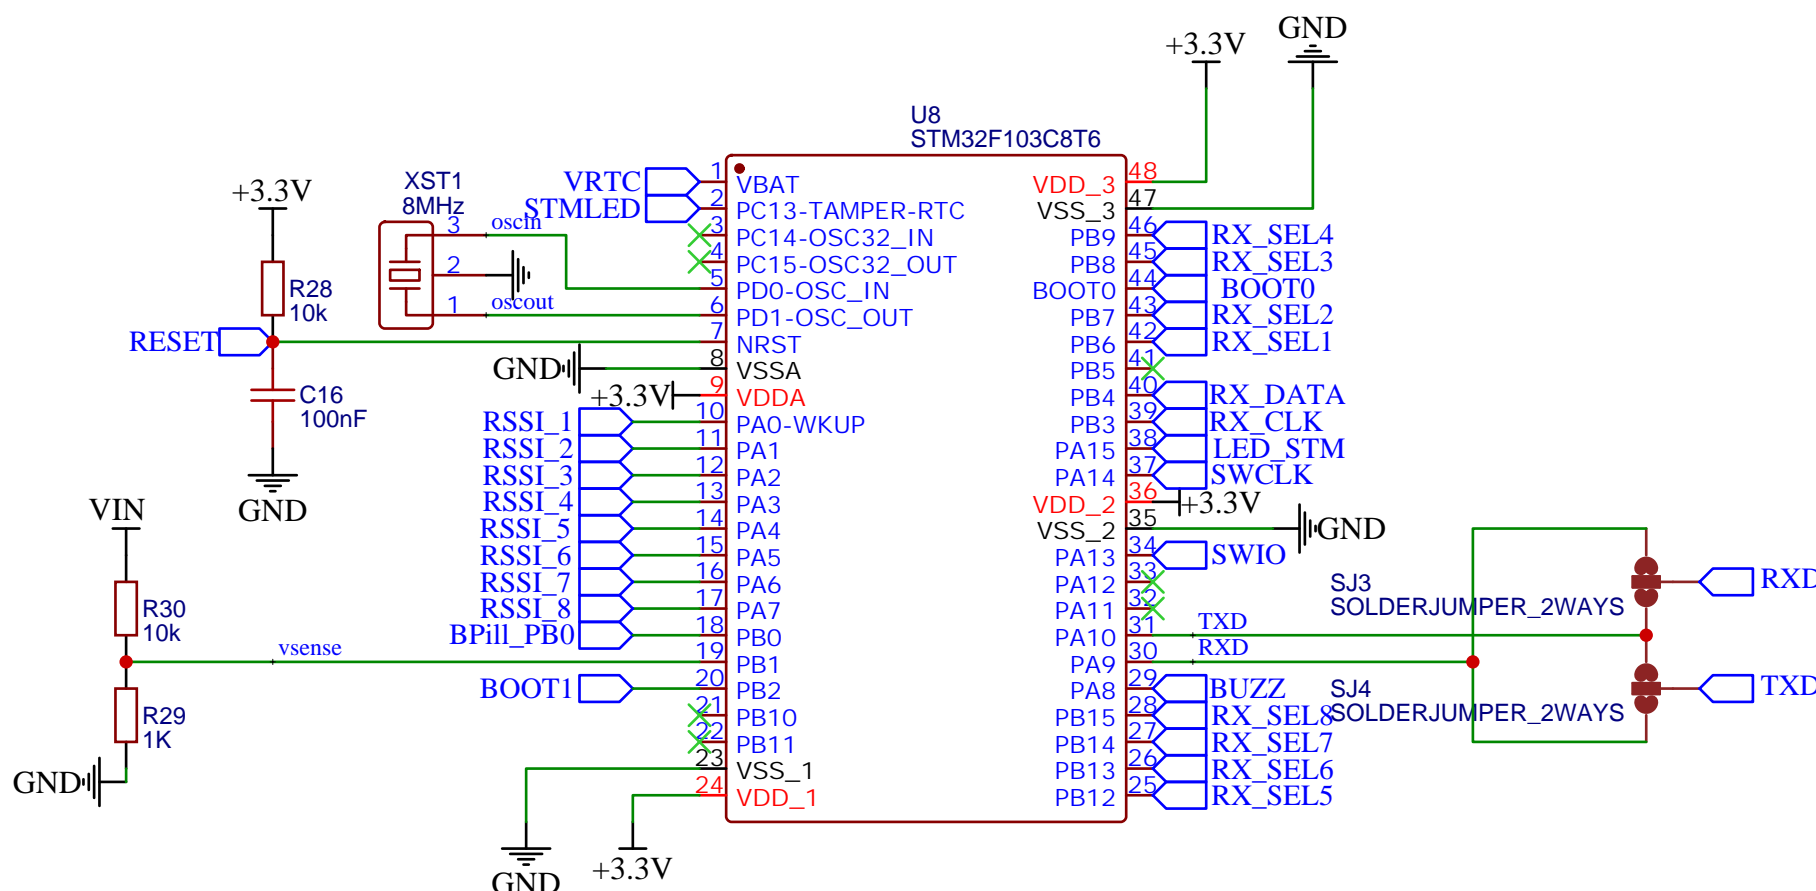 GND
+3.3V
U8
STM32F103C8T6
+3.3V
XST1
8MHz
3 oscin
2
1 oscout
R28
10k
RESET
C16
100nF
GND
VRTC 1 VBAT
STMLED 2 PC13-TAMPER-RTC
3 PC14-OSC32_IN
4 PC15-OSC32_OUT
5 PD0-OSC_IN
6 PD1-OSC_OUT
7 NRST
GND 8 VSSA
+3.3V 9 VDDA
RSSI_1 10 PA0-WKUP
RSSI_2 11 PA1
RSSI_3 12 PA2
RSSI_4 13 PA3
RSSI_5 14 PA4
RSSI_6 15 PA5
RSSI_7 16 PA6
RSSI_8 17 PA7
BPill_PB0 18 PB0
vsense 19 PB1
BOOT1 20 PB2
21 PB10
22 PB11
23 VSS_1
24 VDD_1
GND
+3.3V
VIN
R30
10k
R29
1K
GND
VDD_3 48
VSS_3 47
PB9 46 RX_SEL4
PB8 45 RX_SEL3
BOOT0 44 BOOT0
PB7 43 RX_SEL2
PB6 42 RX_SEL1
PB5 41
PB4 40 RX_DATA
PB3 39 RX_CLK
PA15 38 LED_STM
PA14 37 SWCLK
VDD_2 36 +3.3V
VSS_2 35 GND
PA13 34 SWIO
PA12 33
PA11 32
PA10 31 TXD
PA9 30 RXD
PA8 29 BUZZ
PB15 28 RX_SEL8
PB14 27 RX_SEL7
PB13 26 RX_SEL6
PB12 25 RX_SEL5
SJ3
SOLDERJUMPER_2WAYS
RXD
SJ4
SOLDERJUMPER_2WAYS
TXD